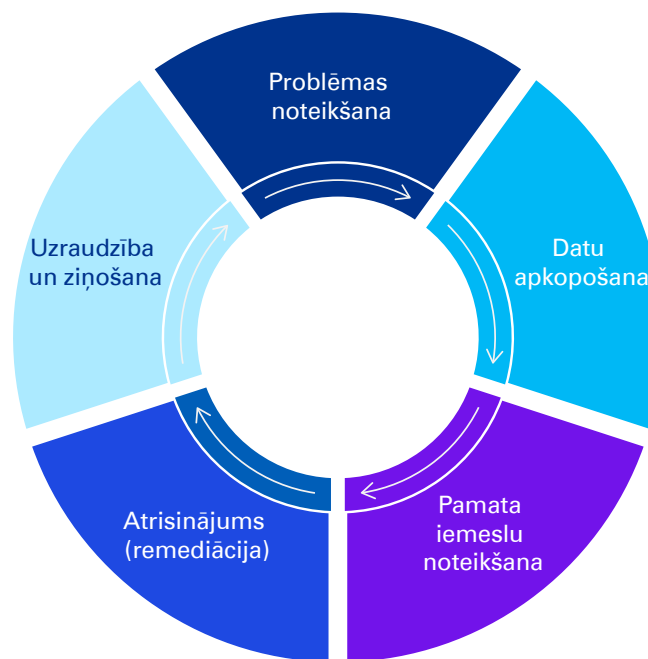 Problēmas
noteikšana
Datu
apkopošana
Pamata
iemeslu
noteikšana
Atrisinājums
(remediācija)
Uzraudzība
un ziņošana